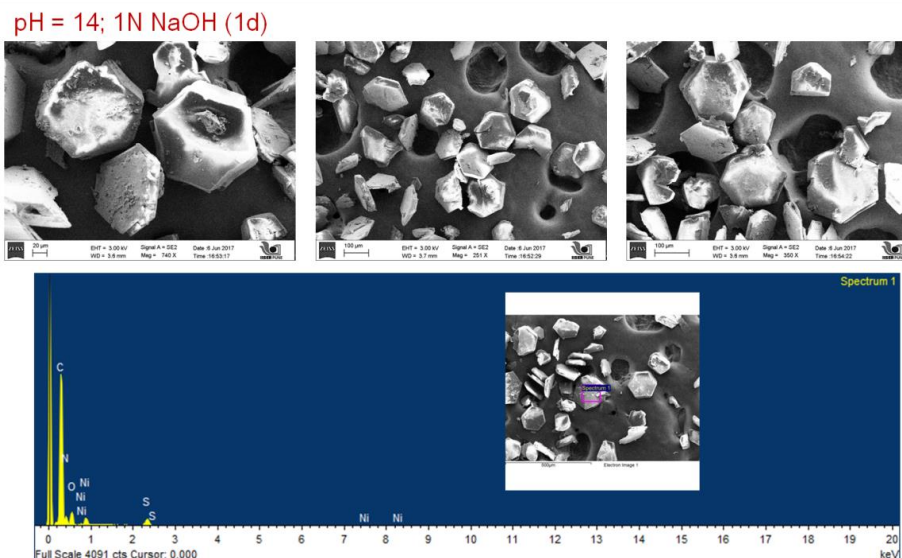 pH = 14; 1N NaOH (1d)
20 µm
EHT = 3.00 kV Signal A = SE2 Date :6 Jun 2017
WD = 3.6 mm Mag = 740 X Time :16:53:17
100 µm
EHT = 3.00 kV Signal A = SE2 Date :6 Jun 2017
WD = 3.7 mm Mag = 251 X Time :16:52:29
100 µm
EHT = 3.00 kV Signal A = SE2 Date :6 Jun 2017
WD = 3.6 mm Mag = 350 X Time :16:54:22
Spectrum 1
Spectrum 1
Electron Image 1
C
N
O
Ni
Ni
Ni
S
S
Ni
Ni
0 1 2 3 4 5 6 7 8 9 10 11 12 13 14 15 16 17 18 19 20
Full Scale 4091 cts Cursor: 0.000
keV